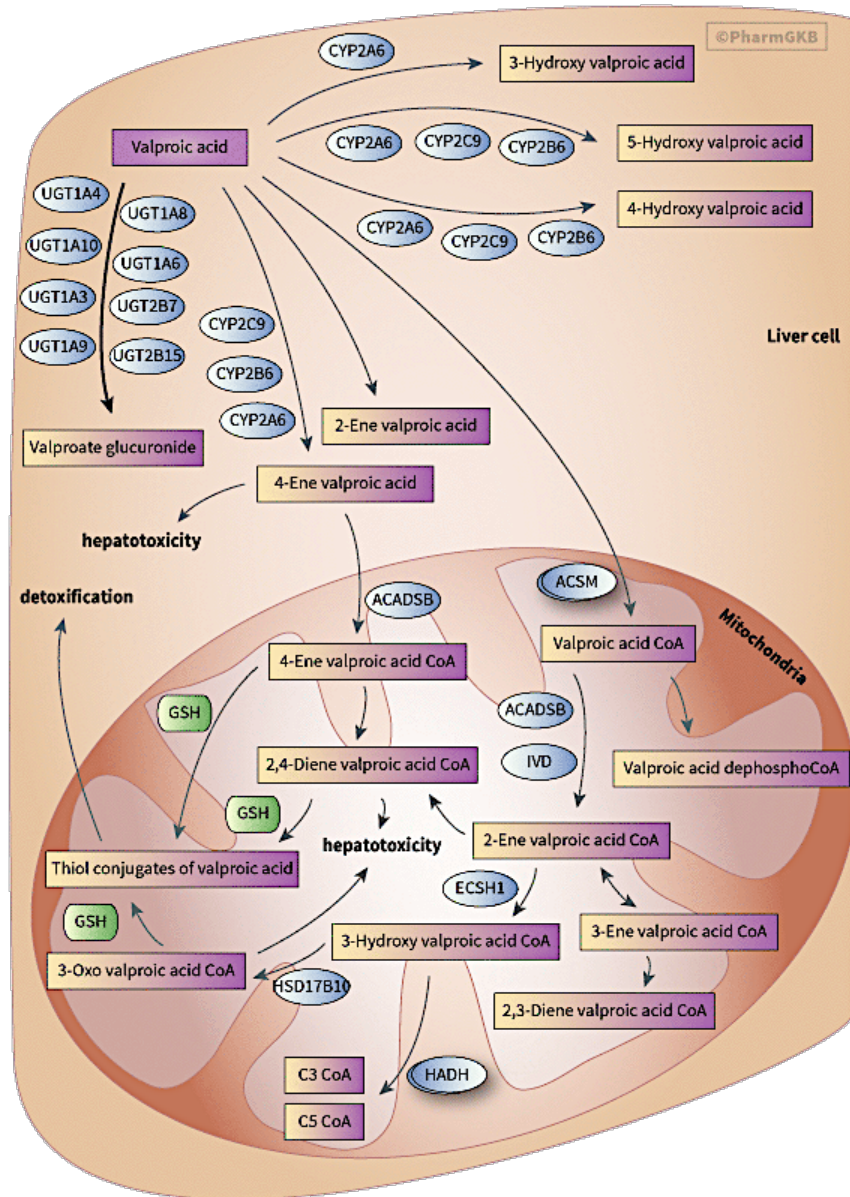 ©PharmGKB
CYP2A6
3-Hydroxy valproic acid
Valproic acid
CYP2A6
CYP2C9
CYP2B6
5-Hydroxy valproic acid
UGT1A4
UGT1A8
CYP2A6
CYP2C9
CYP2B6
4-Hydroxy valproic acid
UGT1A10
UGT1A6
UGT1A3
UGT2B7
UGT1A9
UGT2B15
CYP2C9
CYP2B6
CYP2A6
Liver cell
Valproate glucuronide
2-Ene valproic acid
4-Ene valproic acid
hepatotoxicity
detoxification
ACADSB
ACSM
Mitochondria
4-Ene valproic acid CoA
Valproic acid CoA
GSH
ACADSB
IVD
2,4-Diene valproic acid CoA
Valproic acid dephosphoCoA
GSH
hepatotoxicity
2-Ene valproic acid CoA
Thiol conjugates of valproic acid
ECSH1
GSH
3-Hydroxy valproic acid CoA
3-Ene valproic acid CoA
3-Oxo valproic acid CoA
HSD17B10
2,3-Diene valproic acid CoA
C3 CoA
HADH
C5 CoA